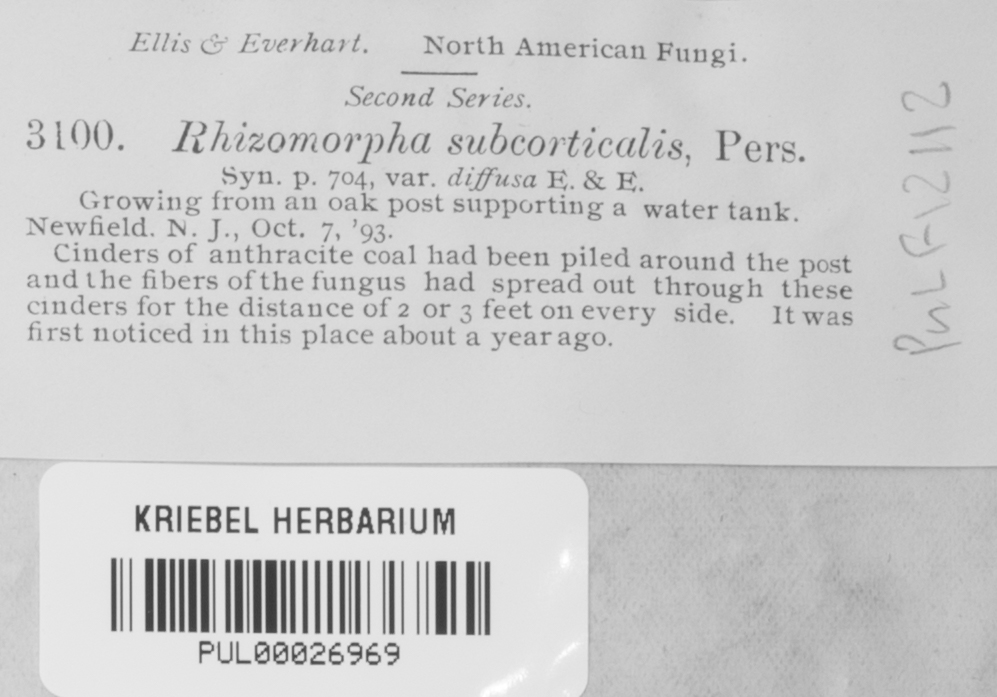 Ellis & Everhart. North American Fungi.
Second Series.
3100. Rhizomorpha subcorticalis, Pers.
Syn. p. 704, var. diffusa E. & E.
Growing from an oak post supporting a water tank.
Newfield. N. J., Oct. 7, '93.
Cinders of anthracite coal had been piled around the post
and the fibers of the fungus had spread out through these
cinders for the distance of 2 or 3 feet on every side. It was
first noticed in this place about a year ago.
PUL F12112
KRIEBEL HERBARIUM
PUL00026969